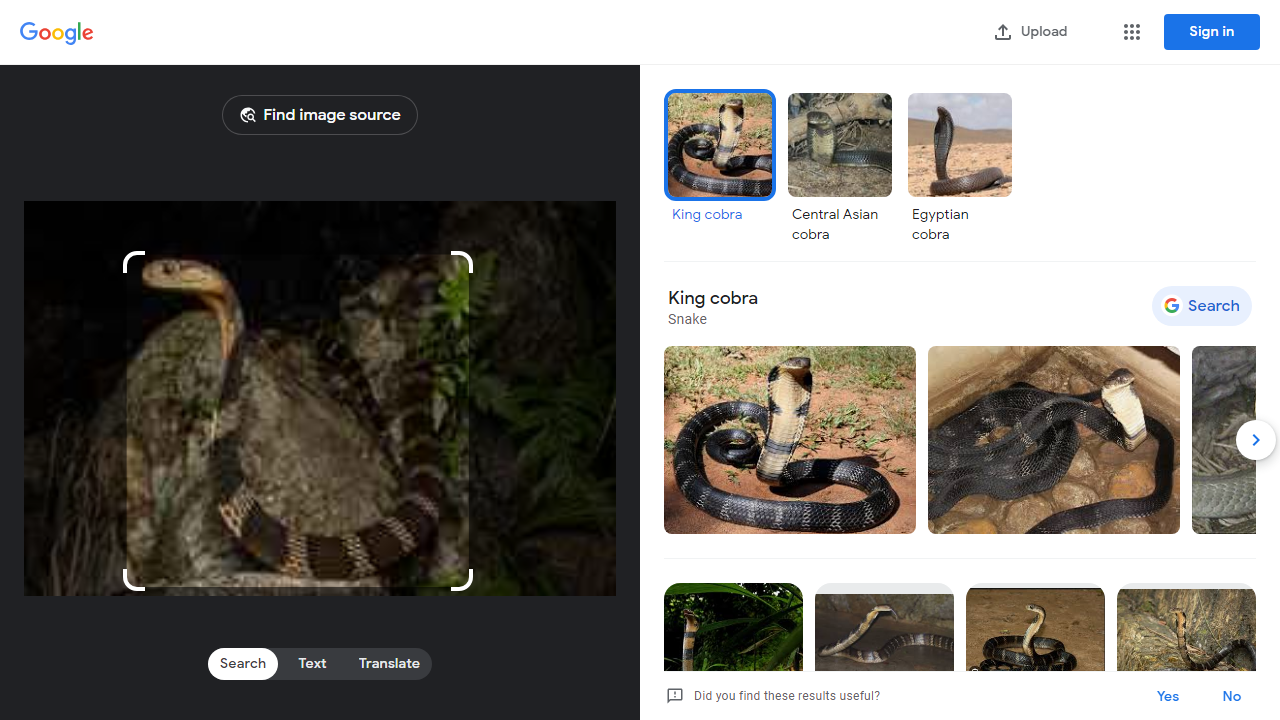 Google
Upload
Sign in
Find image source
King cobra
Central Asian
cobra
Egyptian
cobra
King cobra
Snake
Search
Search
Text
Translate
Did you find these results useful?
Yes
No